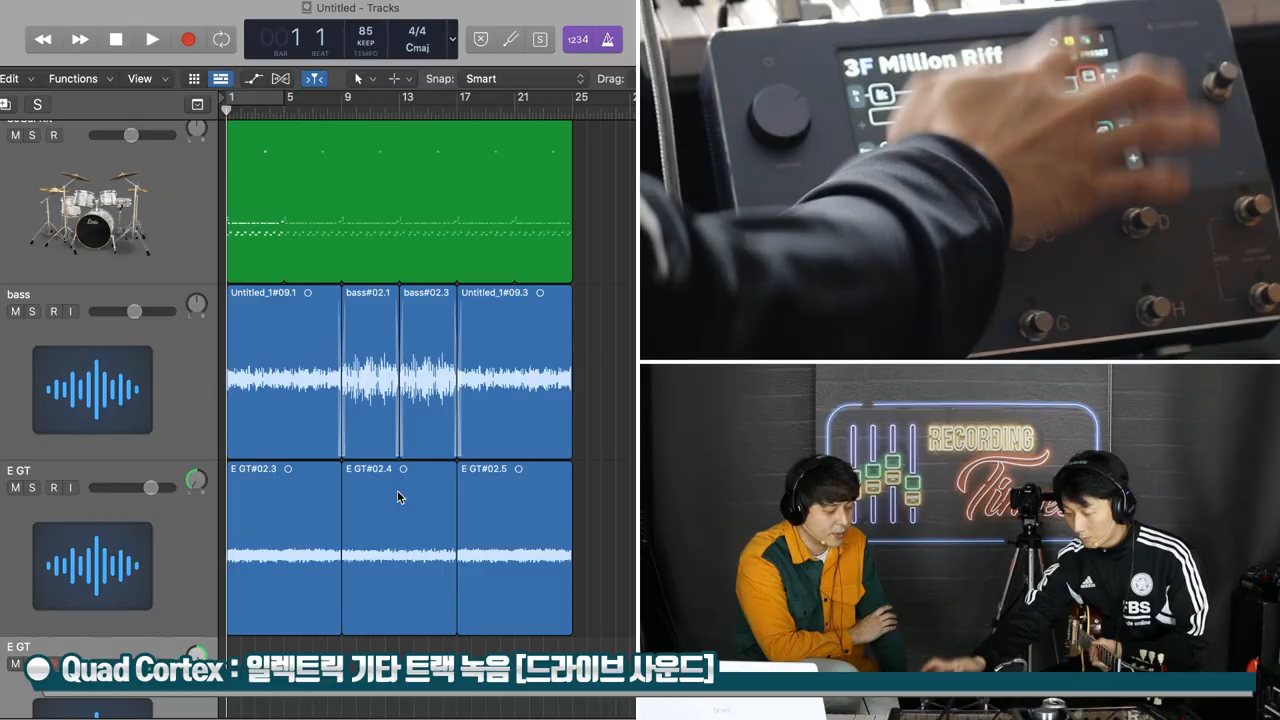 Untitled - Tracks
1 1
BAR BEAT
85
KEEP
TEMPO
4/4
Cmaj
S
1234
Edit Functions View Snap: Smart Drag:
S
1 5 9 13 17 21 25
M S R
bass
M S R I
E GT
M S R I
E GT
M
Untitled_1#09.1 bass#02.1 bass#02.3 Untitled_1#09.3
E GT#02.3 E GT#02.4 E GT#02.5
3F Million Riff
D
G
H
RECORDING
FBS
Quad Cortex : 일렉트릭 기타 트랙 녹음 [드라이브 사운드]